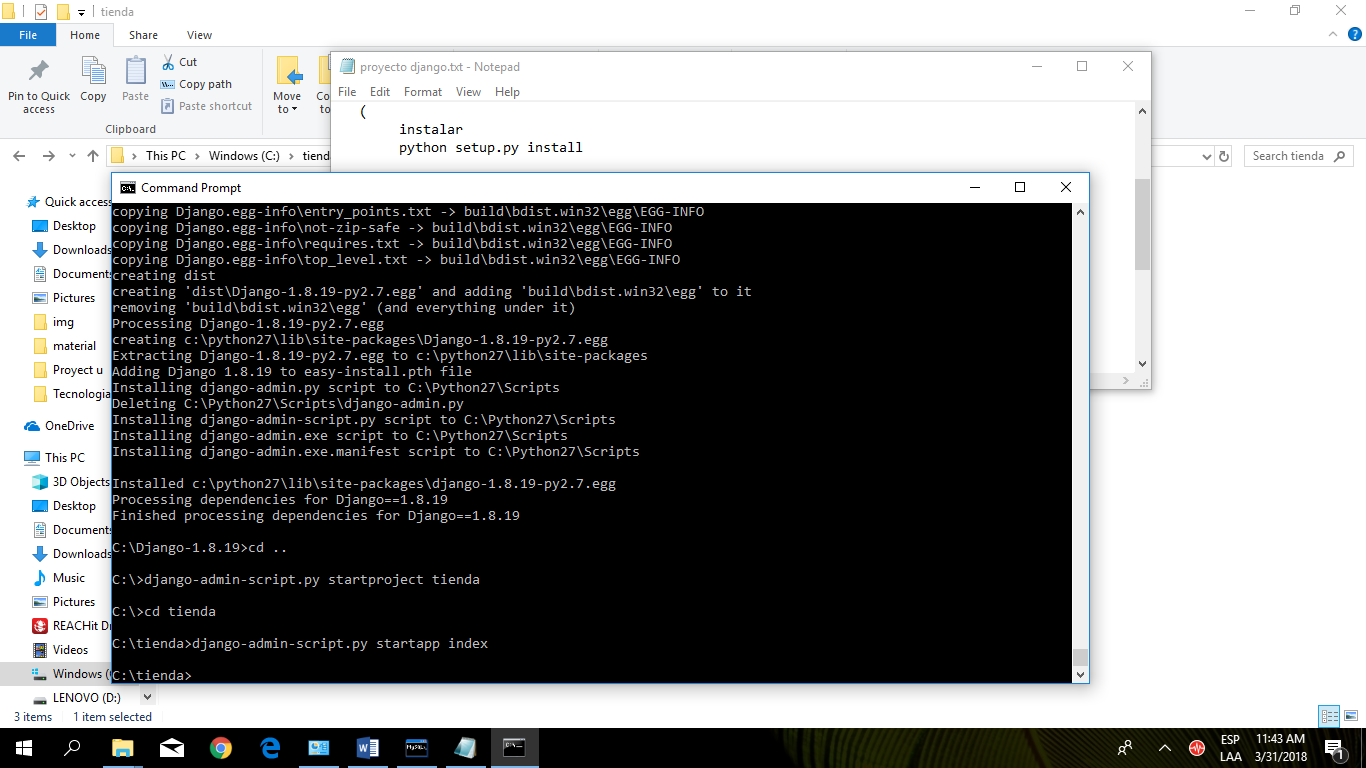 tienda
File Home Share View
Pin to Quick access
Copy
Paste
Cut
Copy path
Paste shortcut
Clipboard
Move to
Co
to
proyecto django.txt - Notepad
File Edit Format View Help
(
instalar
python setup.py install
This PC > Windows (C:) > tiend
Search tienda
Command Prompt
copying Django.egg-info\entry_points.txt -> build\bdist.win32\egg\EGG-INFO
copying Django.egg-info\not-zip-safe -> build\bdist.win32\egg\EGG-INFO
copying Django.egg-info\requires.txt -> build\bdist.win32\egg\EGG-INFO
copying Django.egg-info\top_level.txt -> build\bdist.win32\egg\EGG-INFO
creating dist
creating 'dist\Django-1.8.19-py2.7.egg' and adding 'build\bdist.win32\egg' to it
removing 'build\bdist.win32\egg' (and everything under it)
Processing Django-1.8.19-py2.7.egg
creating c:\python27\lib\site-packages\Django-1.8.19-py2.7.egg
Extracting Django-1.8.19-py2.7.egg to c:\python27\lib\site-packages
Adding Django 1.8.19 to easy-install.pth file
Installing django-admin.py script to C:\Python27\Scripts
Deleting C:\Python27\Scripts\django-admin.py
Installing django-admin-script.py script to C:\Python27\Scripts
Installing django-admin.exe script to C:\Python27\Scripts
Installing django-admin.exe.manifest script to C:\Python27\Scripts
Installed c:\python27\lib\site-packages\django-1.8.19-py2.7.egg
Processing dependencies for Django==1.8.19
Finished processing dependencies for Django==1.8.19
C:\Django-1.8.19>cd ..
C:\>django-admin-script.py startproject tienda
C:\>cd tienda
C:\tienda>django-admin-script.py startapp index
C:\tienda>
Quick access
Desktop
Downloads
Documents
Pictures
img
material
Proyect u
Tecnologia
OneDrive
This PC
3D Objects
Desktop
Documents
Downloads
Music
Pictures
REACHit Dr
Videos
Windows (
LENOVO (D:)
3 items 1 item selected
ESP
LAA
11:43 AM
3/31/2018
1